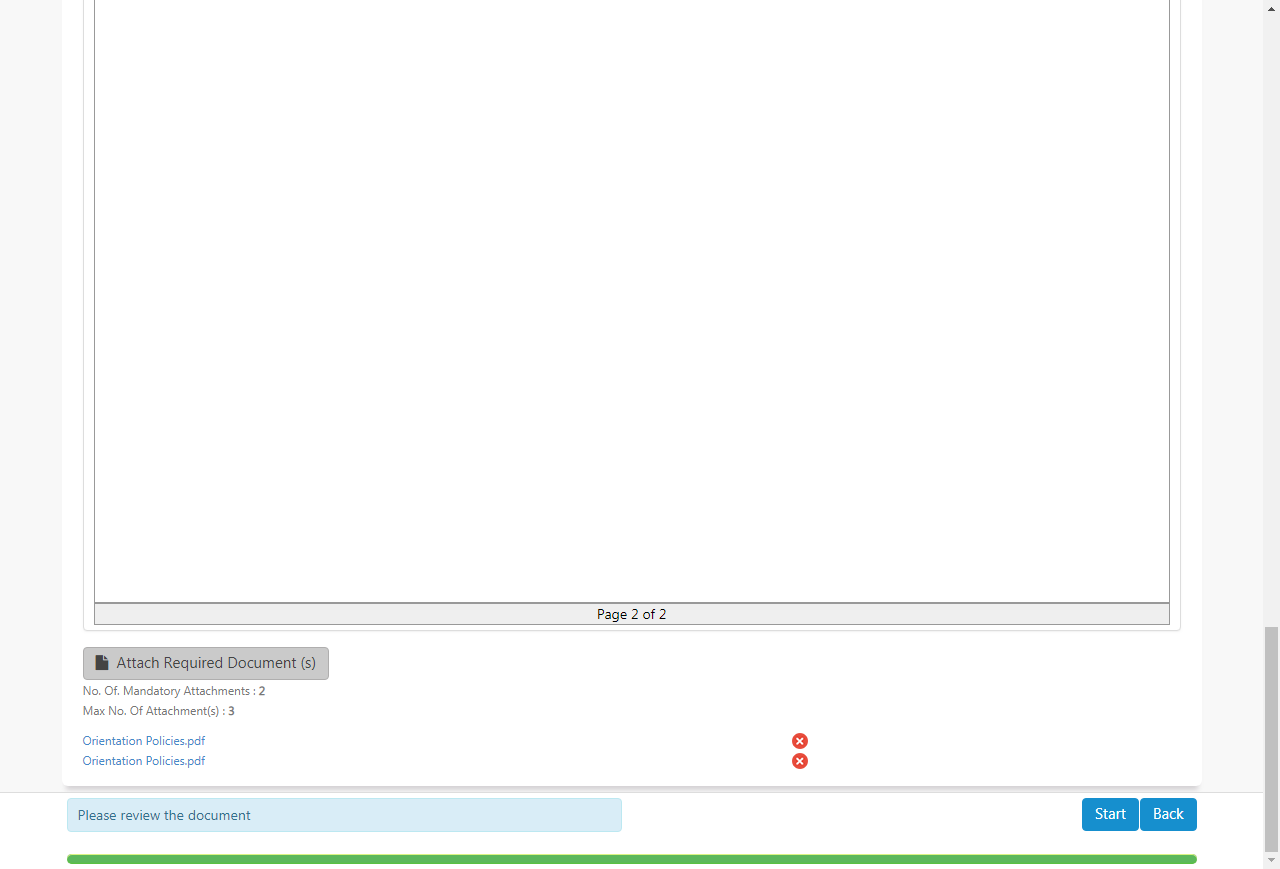 Page 2 of 2
Attach Required Document (s)
No. Of. Mandatory Attachments : 2
Max No. Of Attachment(s) : 3
Orientation Policies.pdf
Orientation Policies.pdf
Please review the document
Start
Back